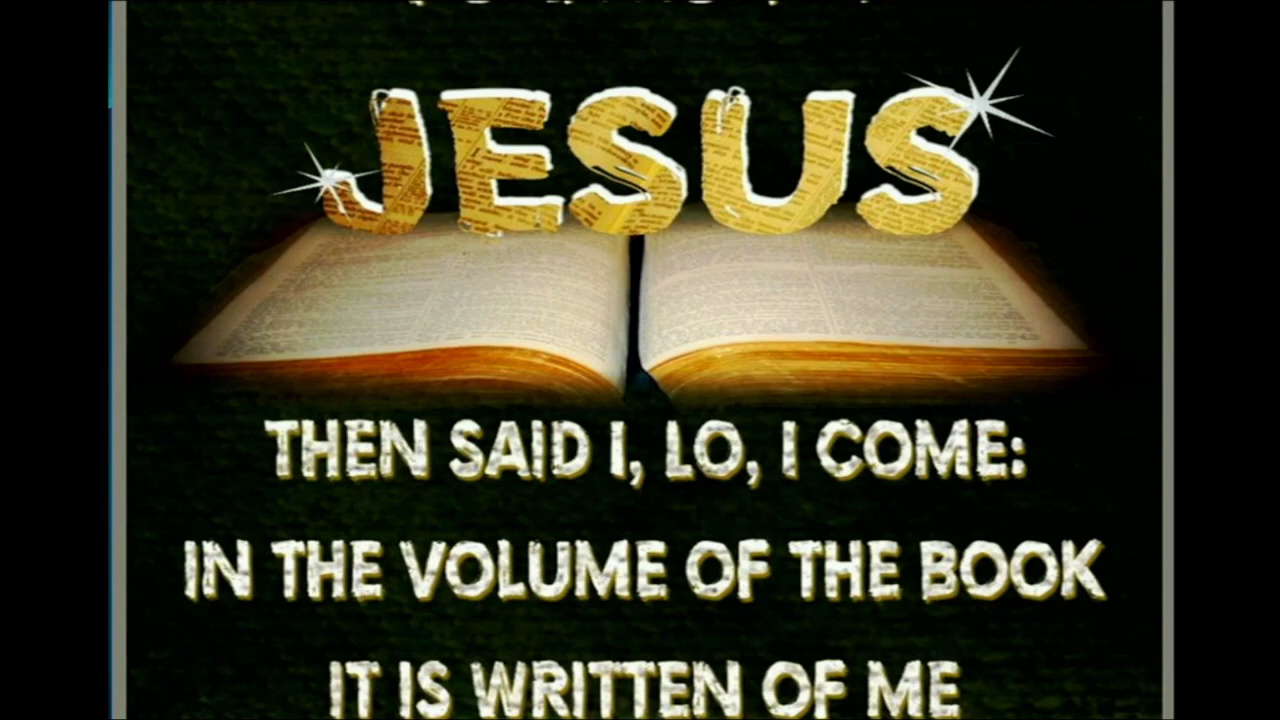 JESUS
THEN SAID I, LO, I COME:
IN THE VOLUME OF THE BOOK
IT IS WRITTEN OF ME